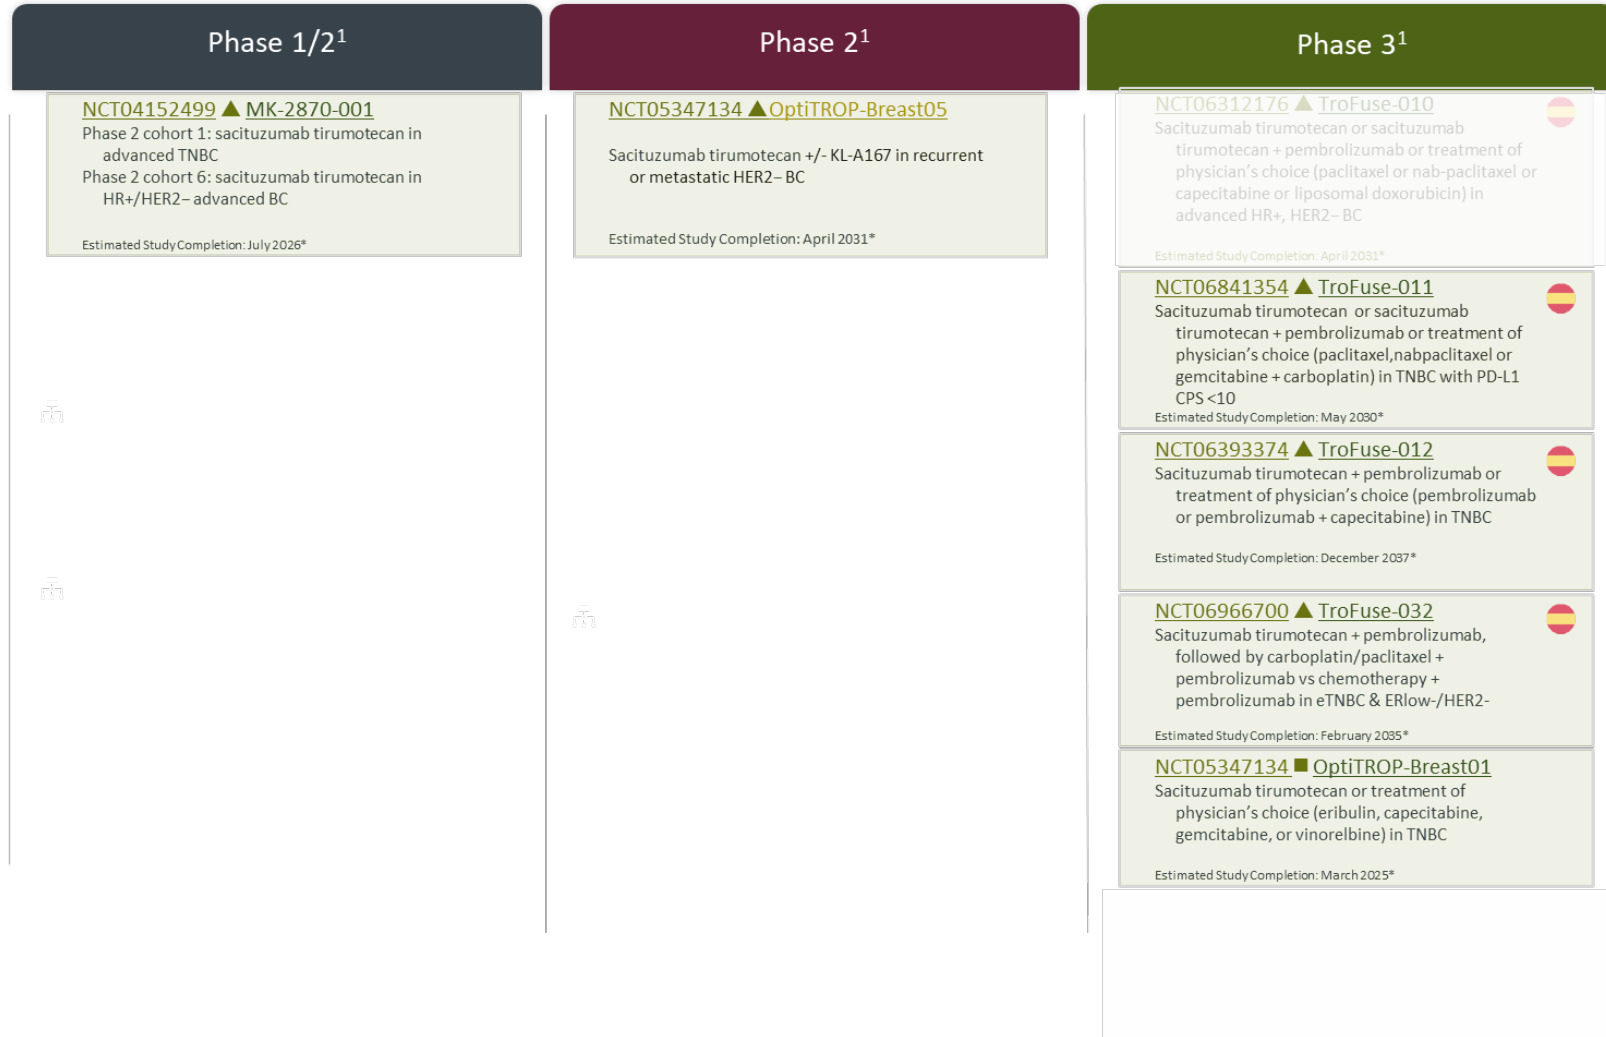 Phase 1/2¹
NCT04152499 ▲ MK-2870-001
Phase 2 cohort 1: sacituzumab tirumotecan in
advanced TNBC
Phase 2 cohort 6: sacituzumab tirumotecan in
HR+/HER2– advanced BC
Estimated Study Completion: July 2026*
Phase 2¹
NCT05347134 ▲OptiTROP-Breast05
Sacituzumab tirumotecan +/- KL-A167 in recurrent
or metastatic HER2– BC
Estimated Study Completion: April 2031*
Phase 3¹
NCT06312176 ▲ TroFuse-010
Sacituzumab tirumotecan or sacituzumab
tirumotecan + pembrolizumab or treatment of
physician’s choice (paclitaxel or nab-paclitaxel or
capecitabine or liposomal doxorubicin) in
advanced HR+, HER2– BC
Estimated Study Completion: April 2031*
NCT06841354 ▲ TroFuse-011
Sacituzumab tirumotecan or sacituzumab
tirumotecan + pembrolizumab or treatment of
physician’s choice (paclitaxel,nabpaclitaxel or
gemcitabine + carboplatin) in TNBC with PD-L1
CPS <10
Estimated Study Completion: May 2030*
NCT06393374 ▲ TroFuse-012
Sacituzumab tirumotecan + pembrolizumab or
treatment of physician’s choice (pembrolizumab
or pembrolizumab + capecitabine) in TNBC
Estimated Study Completion: December 2037*
NCT06966700 ▲ TroFuse-032
Sacituzumab tirumotecan + pembrolizumab,
followed by carboplatin/paclitaxel +
pembrolizumab vs chemotherapy +
pembrolizumab in eTNBC & ERlow-/HER2-
Estimated Study Completion: February 2035*
NCT05347134 ■ OptiTROP-Breast01
Sacituzumab tirumotecan or treatment of
physician’s choice (eribulin, capecitabine,
gemcitabine, or vinorelbine) in TNBC
Estimated Study Completion: March 2025*